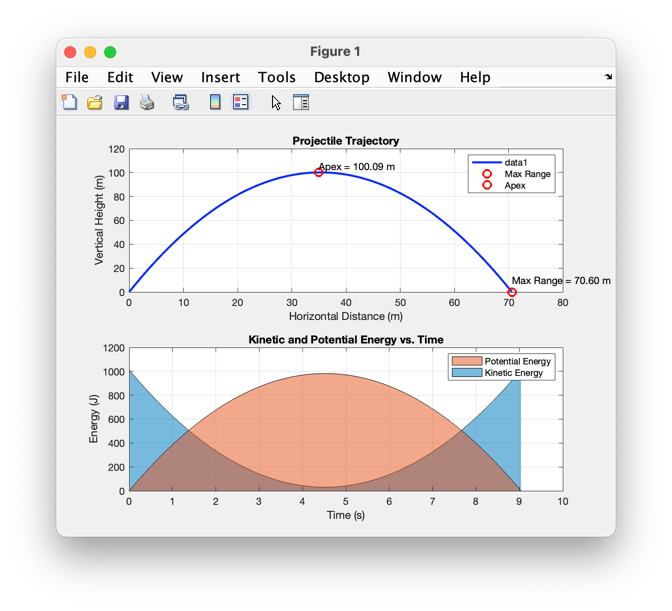 Figure 1
File Edit View Insert Tools Desktop Window Help
Projectile Trajectory
Vertical Height (m)
120
100
80
60
40
20
0
Apex = 100.09 m
data1
Max Range
Apex
Max Range = 70.60 m
0 10 20 30 40 50 60 70 80
Horizontal Distance (m)
Kinetic and Potential Energy vs. Time
Energy (J)
1200
1000
800
600
400
200
0
Potential Energy
Kinetic Energy
0 1 2 3 4 5 6 7 8 9 10
Time (s)